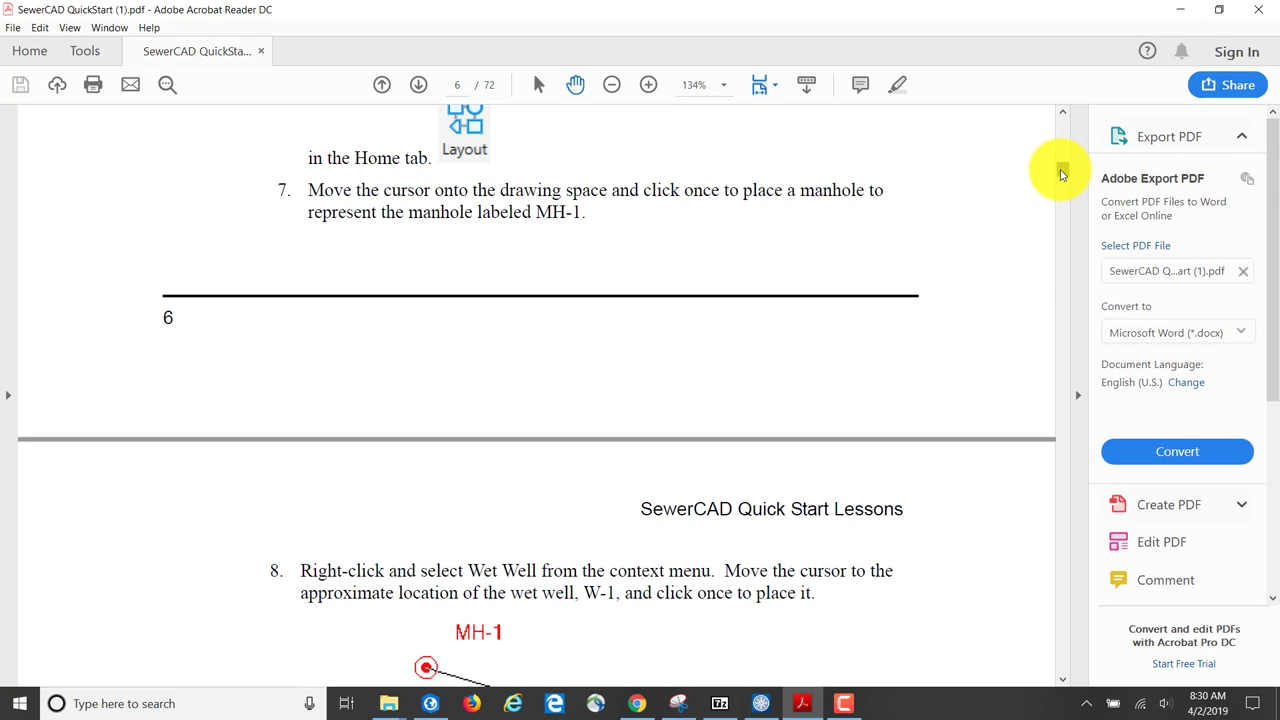 SewerCAD QuickStart (1).pdf - Adobe Acrobat Reader DC
File Edit View Window Help
Home Tools SewerCAD QuickSta... × Sign In
6 / 72 134% Share
Layout
in the Home tab.
7. Move the cursor onto the drawing space and click once to place a manhole to
represent the manhole labeled MH-1.
6
SewerCAD Quick Start Lessons
8. Right-click and select Wet Well from the context menu. Move the cursor to the
approximate location of the wet well, W-1, and click once to place it.
MH-1
Export PDF
Adobe Export PDF
Convert PDF Files to Word
or Excel Online
Select PDF File
SewerCAD Q...art (1).pdf
Convert to
Microsoft Word (*.docx)
Document Language:
English (U.S.) Change
Convert
Create PDF
Edit PDF
Comment
Convert and edit PDFs
with Acrobat Pro DC
Start Free Trial
Type here to search
7z
8:30 AM
4/2/2019